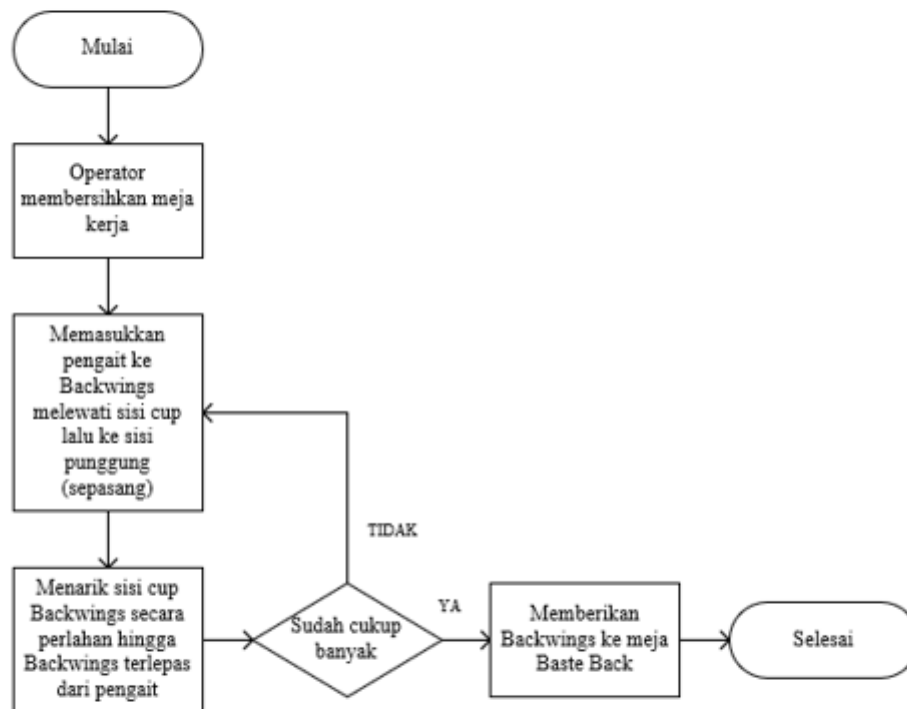 Mulai
Operator
membersihkan meja
kerja
Memasukkan
pengait ke
Backwings
melewati sisi cup
lalu ke sisi
punggung
(sepasang)
TIDAK
Menarik sisi cup
Backwings secara
perlahan hingga
Backwings terlepas
dari pengait
Sudah cukup
banyak
YA
Memberikan
Backwings ke meja
Baste Back
Selesai